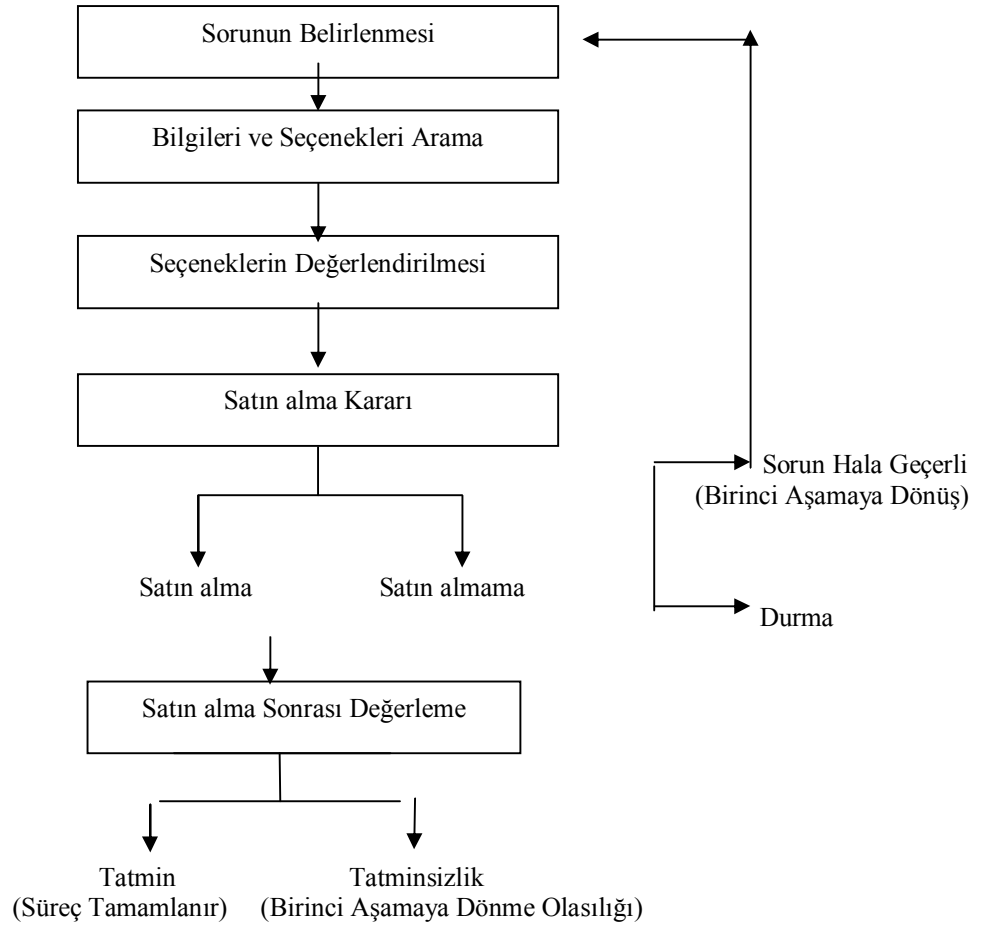 Sorunun Belirlenmesi
Bilgileri ve Seçenekleri Arama
Seçeneklerin Değerlendirilmesi
Satın alma Kararı
Sorun Hala Geçerli
(Birinci Aşamaya Dönüş)
Satın alma
Satın almama
Durma
Satın alma Sonrası Değerleme
Tatmin
(Süreç Tamamlanır)
Tatminsizlik
(Birinci Aşamaya Dönme Olasılığı)